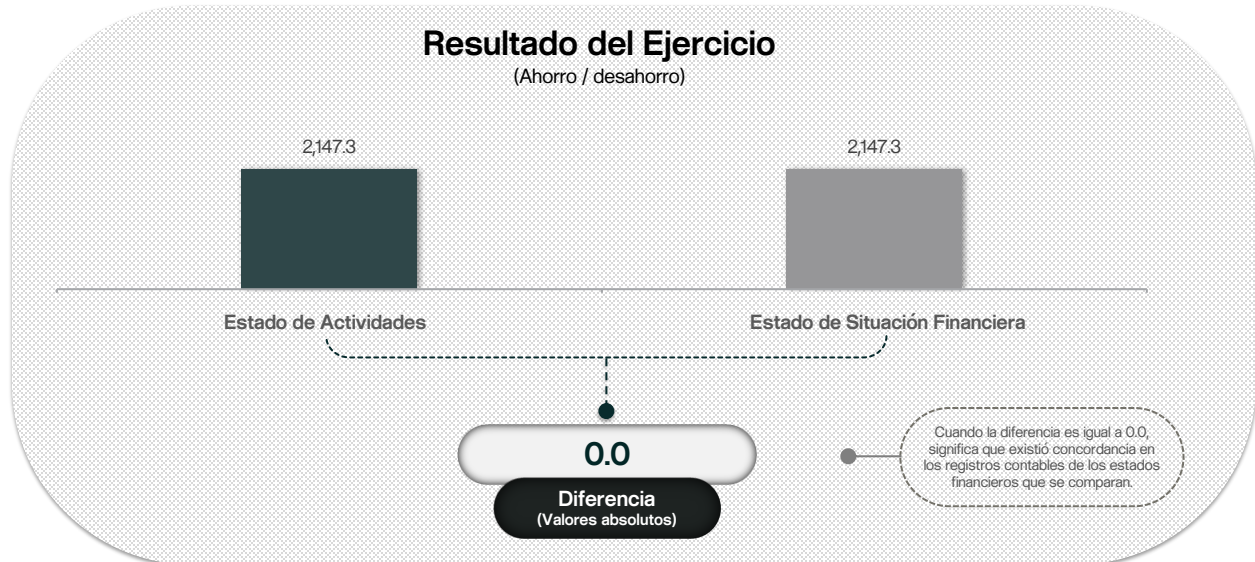 Resultado del Ejercicio
(Ahorro / desahorro)
2,147.3
2,147.3
Estado de Actividades
Estado de Situación Financiera
0.0
Diferencia
(Valores absolutos)
Cuando la diferencia es igual a 0.0,
significa que existió concordancia en
los registros contables de los estados
financieros que se comparan.